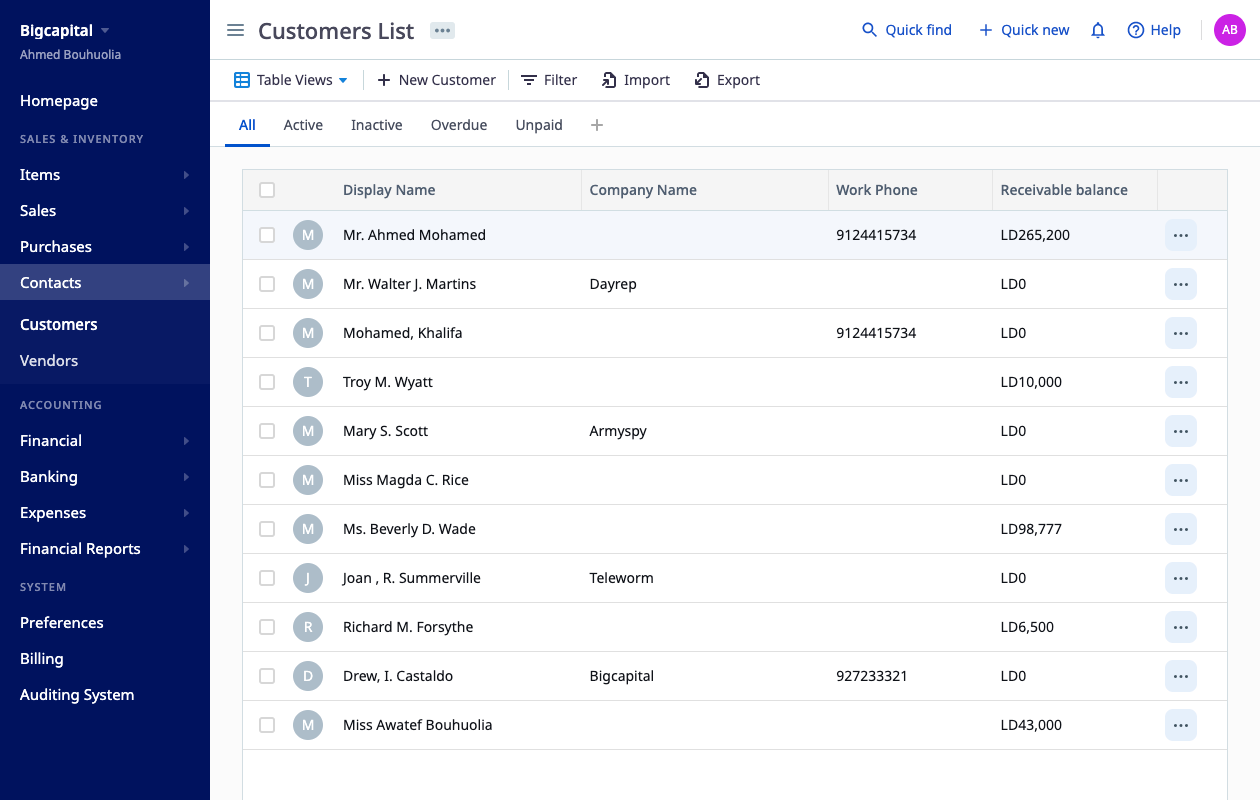 Bigcapital
Ahmed Bouhuolia
Homepage
SALES & INVENTORY
Items
Sales
Purchases
Contacts
Customers
Vendors
ACCOUNTING
Financial
Banking
Expenses
Financial Reports
SYSTEM
Preferences
Billing
Auditing System
Customers List Quick find Quick new Help AB
Table Views New Customer Filter Import Export
All Active Inactive Overdue Unpaid
Display Name Company Name Work Phone Receivable balance
M Mr. Ahmed Mohamed 9124415734 LD265,200
M Mr. Walter J. Martins Dayrep LD0
M Mohamed, Khalifa 9124415734 LD0
T Troy M. Wyatt LD10,000
M Mary S. Scott Armyspy LD0
M Miss Magda C. Rice LD0
M Ms. Beverly D. Wade LD98,777
J Joan , R. Summerville Teleworm LD0
R Richard M. Forsythe LD6,500
D Drew, I. Castaldo Bigcapital 927233321 LD0
M Miss Awatef Bouhuolia LD43,000